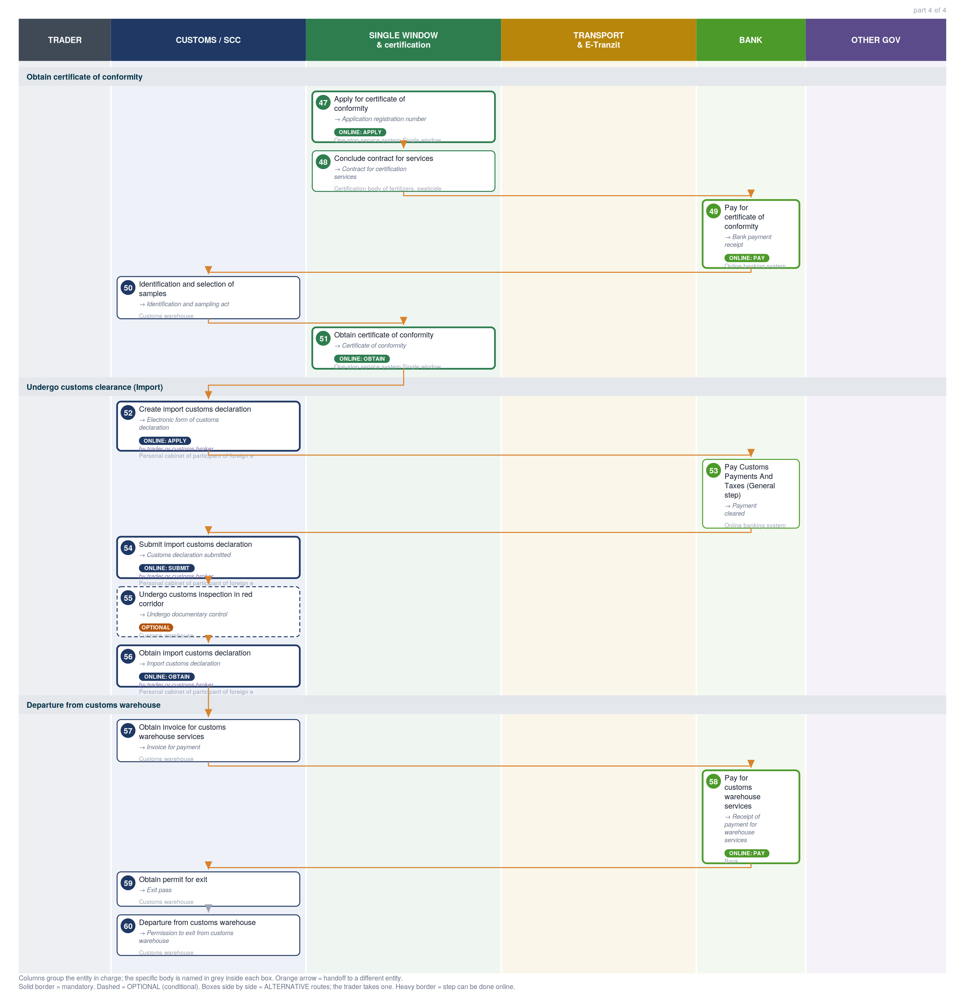 part 4 of 4
TRADER
CUSTOMS / SCC
SINGLE WINDOW
& certification
TRANSPORT
& E-Tranzit
BANK
OTHER GOV
Obtain certificate of conformity
47
Apply for certificate of
conformity
→ Application registration number
ONLINE: APPLY
One-stop service system Single window
48
Conclude contract for services
→ Contract for certification
services
Certification body of fertilizers, pesticide
49
Pay for
certificate of
conformity
→ Bank payment
receipt
ONLINE: PAY
Online banking system
50
Identification and selection of
samples
→ Identification and sampling act
Customs warehouse
51
Obtain certificate of conformity
→ Certificate of conformity
ONLINE: OBTAIN
One-stop service system Single window
Undergo customs clearance (Import)
52
Create import customs declaration
→ Electronic form of customs
declaration
ONLINE: APPLY
by trader or customs broker
Personal cabinet of participant of foreign e
53
Pay Customs
Payments And
Taxes (General
step)
→ Payment
cleared
Online banking system
54
Submit import customs declaration
→ Customs declaration submitted
ONLINE: SUBMIT
by trader or customs broker
Personal cabinet of participant of foreign e
55
Undergo customs inspection in red
corridor
→ Undergo documentary control
OPTIONAL
Customs warehouse
56
Obtain import customs declaration
→ Import customs declaration
ONLINE: OBTAIN
by trader or customs broker
Personal cabinet of participant of foreign e
Departure from customs warehouse
57
Obtain invoice for customs
warehouse services
→ Invoice for payment
Customs warehouse
58
Pay for
customs
warehouse
services
→ Receipt of
payment for
warehouse
services
ONLINE: PAY
Bank
59
Obtain permit for exit
→ Exit pass
Customs warehouse
60
Departure from customs warehouse
→ Permission to exit from customs
warehouse
Customs warehouse
Columns group the entity in charge; the specific body is named in grey inside each box. Orange arrow = handoff to a different entity.
Solid border = mandatory. Dashed = OPTIONAL (conditional). Boxes side by side = ALTERNATIVE routes; the trader takes one. Heavy border = step can be done online.